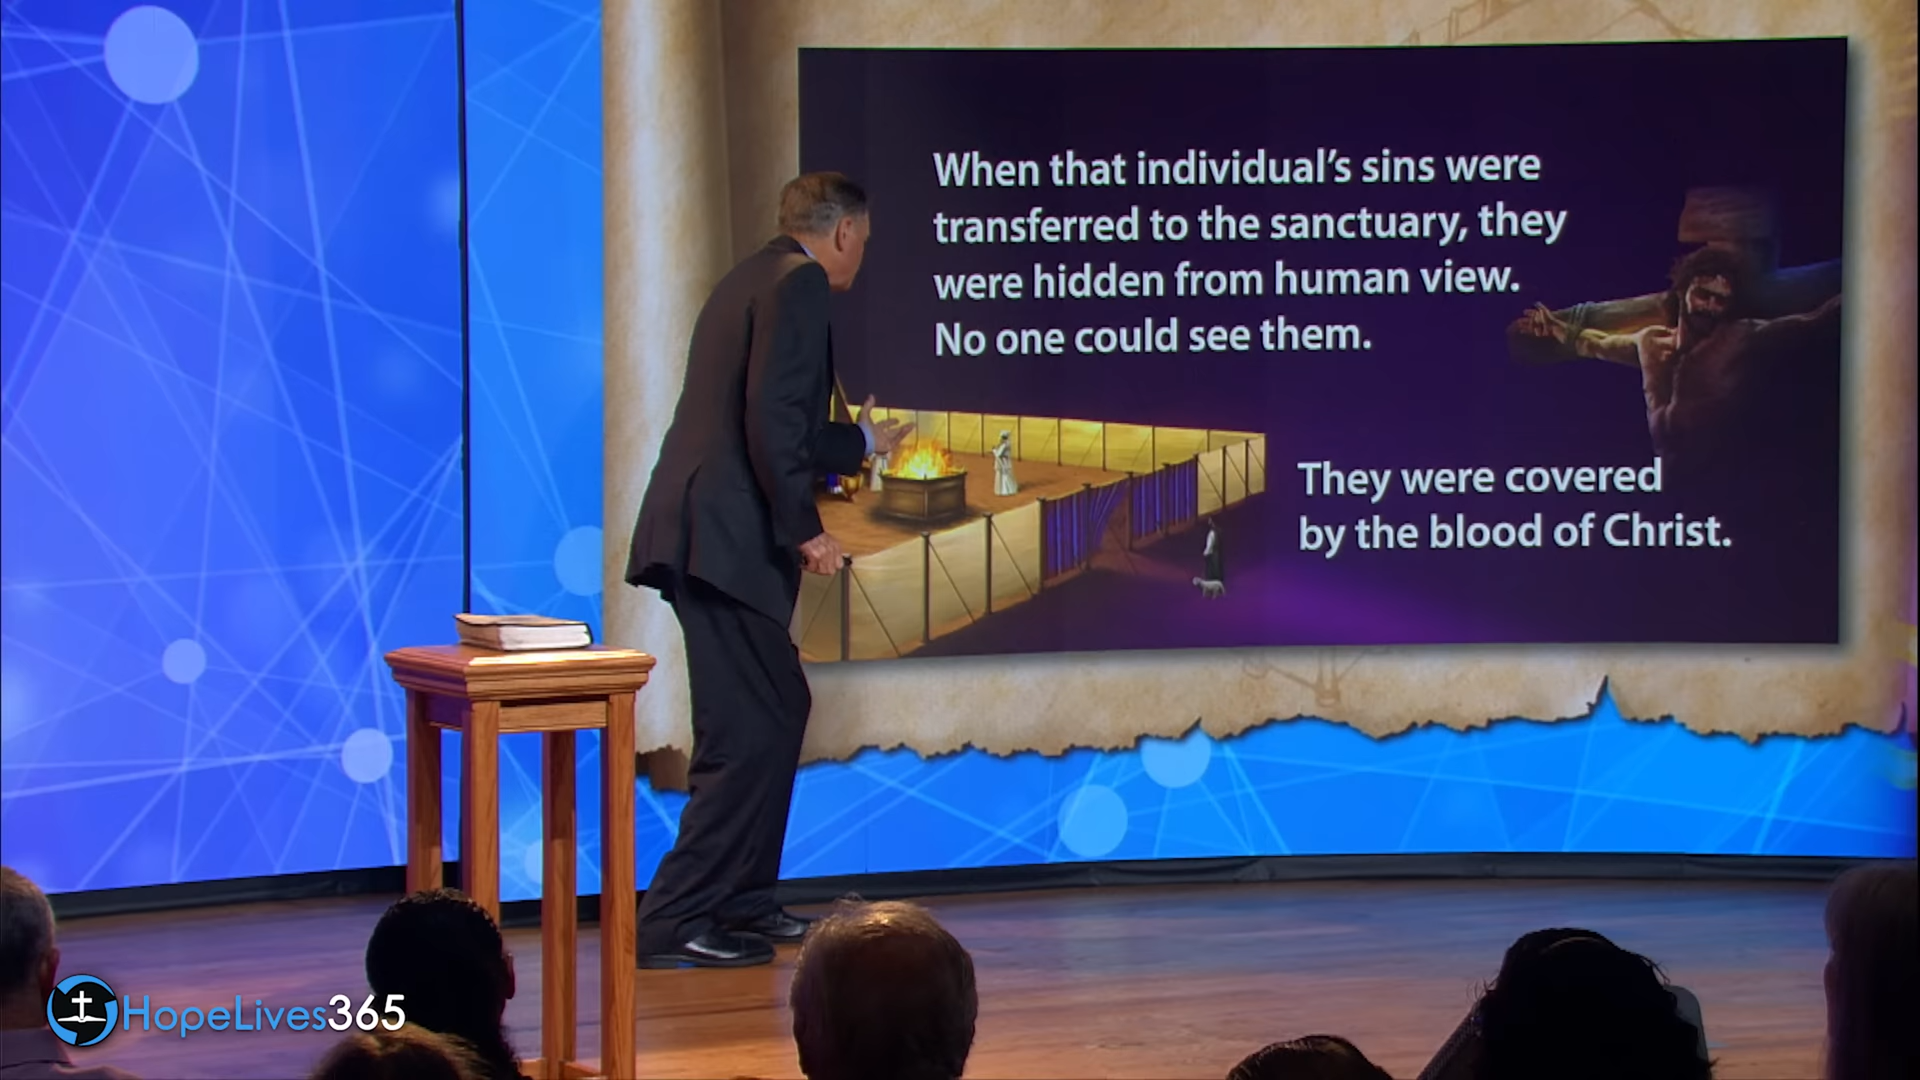 When that individual's sins were
transferred to the sanctuary, they
were hidden from human view.
No one could see them.
They were covered
by the blood of Christ.
HopeLives365